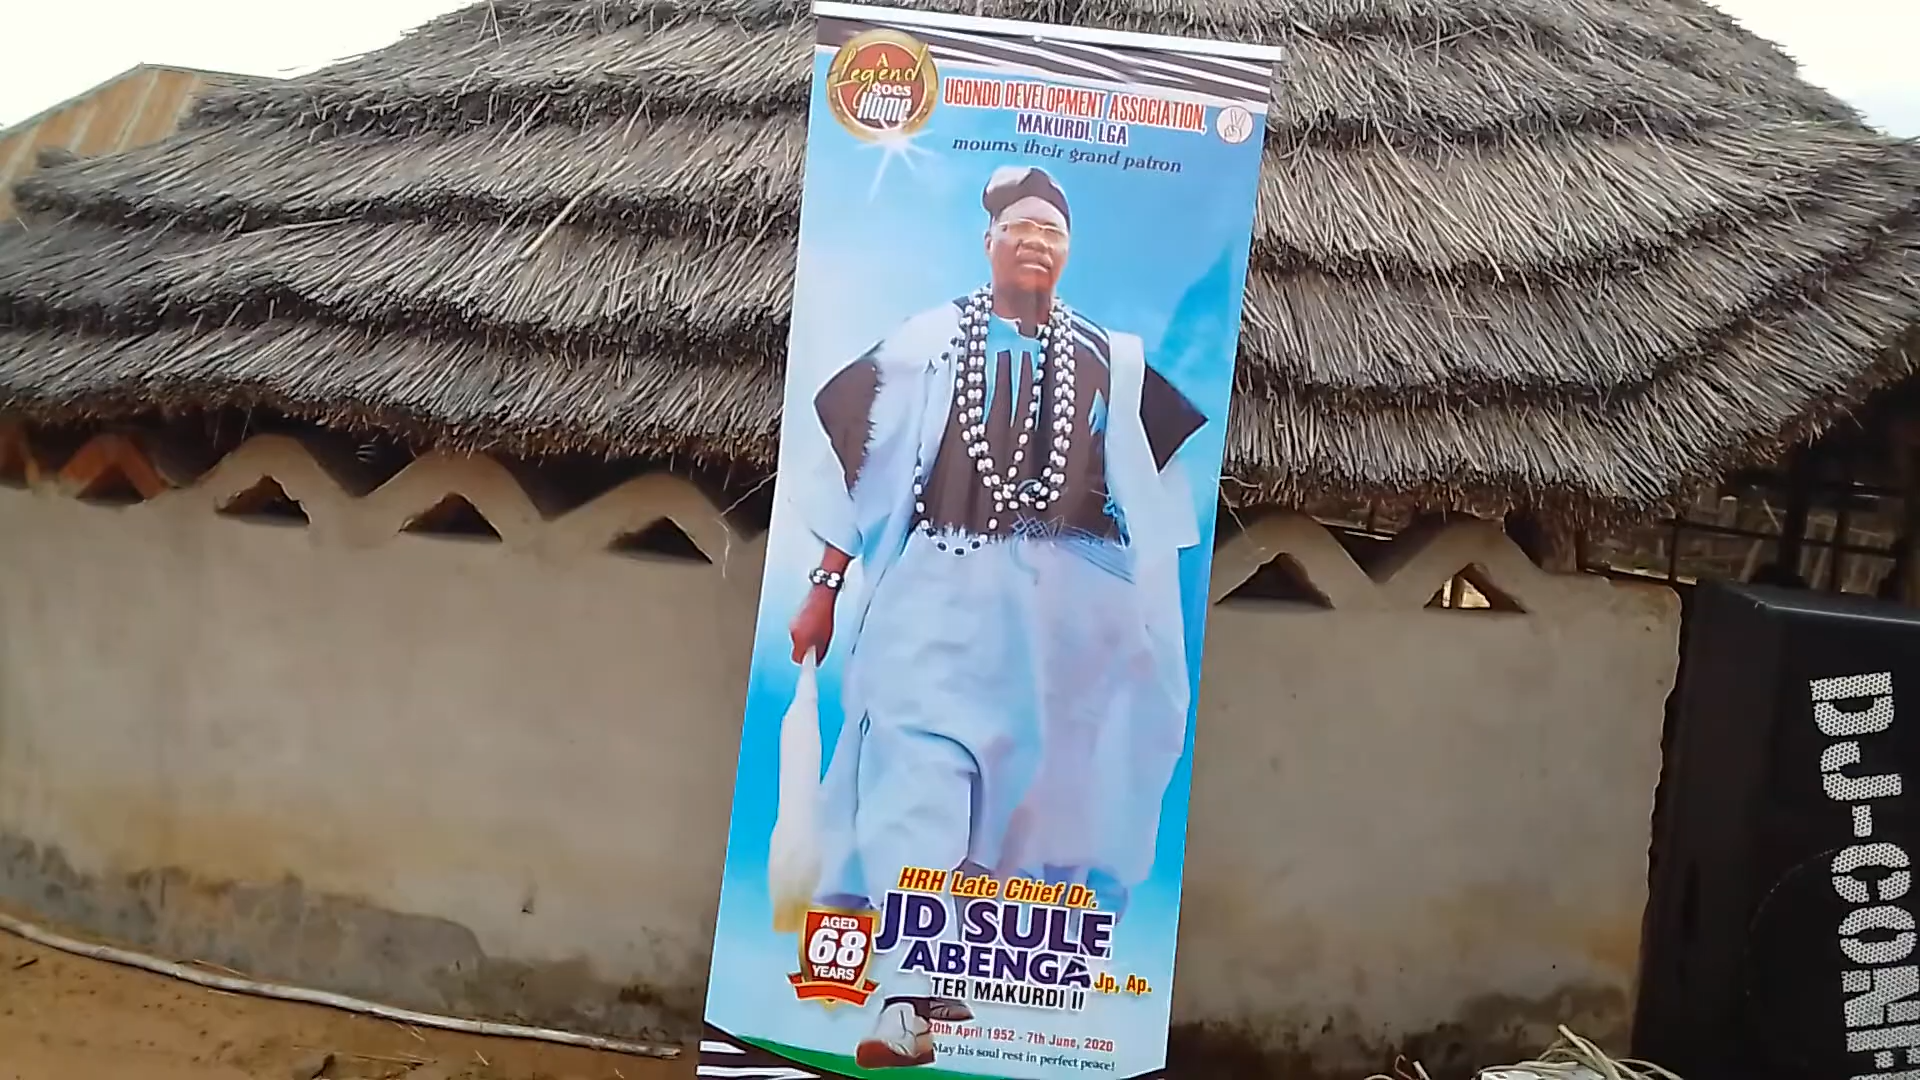 A
Legend
goes
Home
UGONDO DEVELOPMENT ASSOCIATION,
MAKURDI, LGA
mourns their grand patron
HRH Late Chief Dr.
JD SULE
ABENGA Jp, Ap.
TER MAKURDI II
AGED
68
YEARS
20th April 1952 - 7th June, 2020
May his soul rest in perfect peace!
DJ-CONN